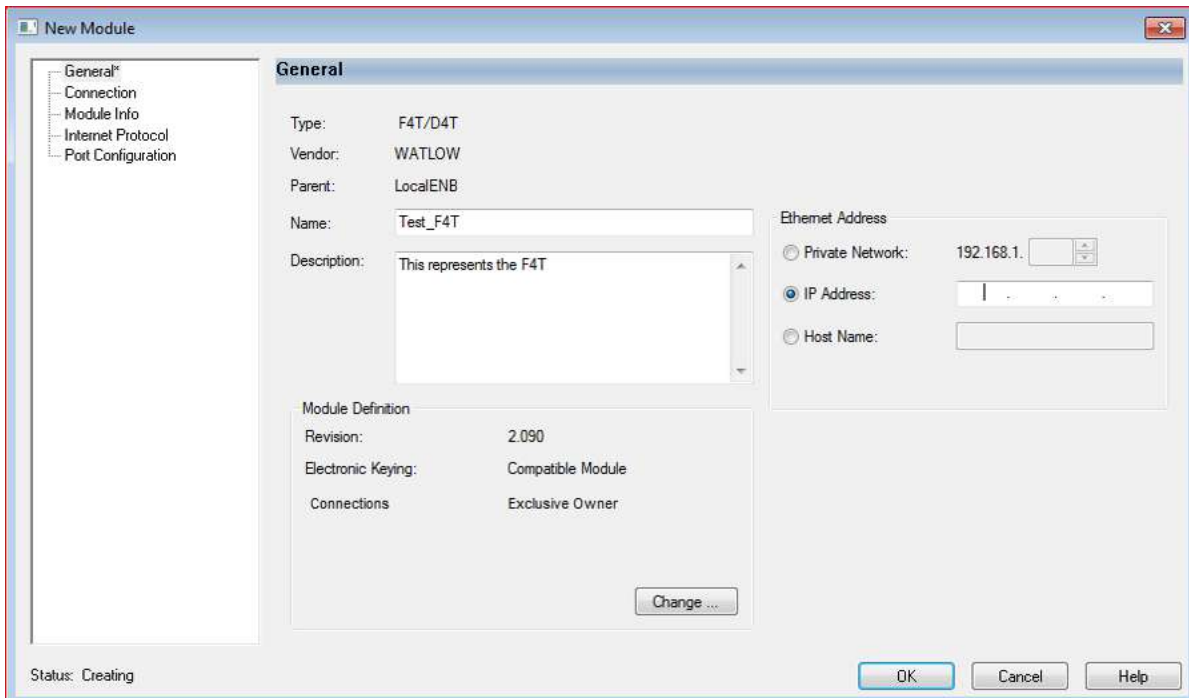 New Module
General*
Connection
Module Info
Internet Protocol
Port Configuration
General
Type: F4T/D4T
Vendor: WATLOW
Parent: LocalENB
Name: Test_F4T
Description: This represents the F4T
Ethernet Address
Private Network: 192.168.1.
IP Address: . . .
Host Name:
Module Definition
Revision: 2.090
Electronic Keying: Compatible Module
Connections Exclusive Owner
Change ...
Status: Creating
OK Cancel Help